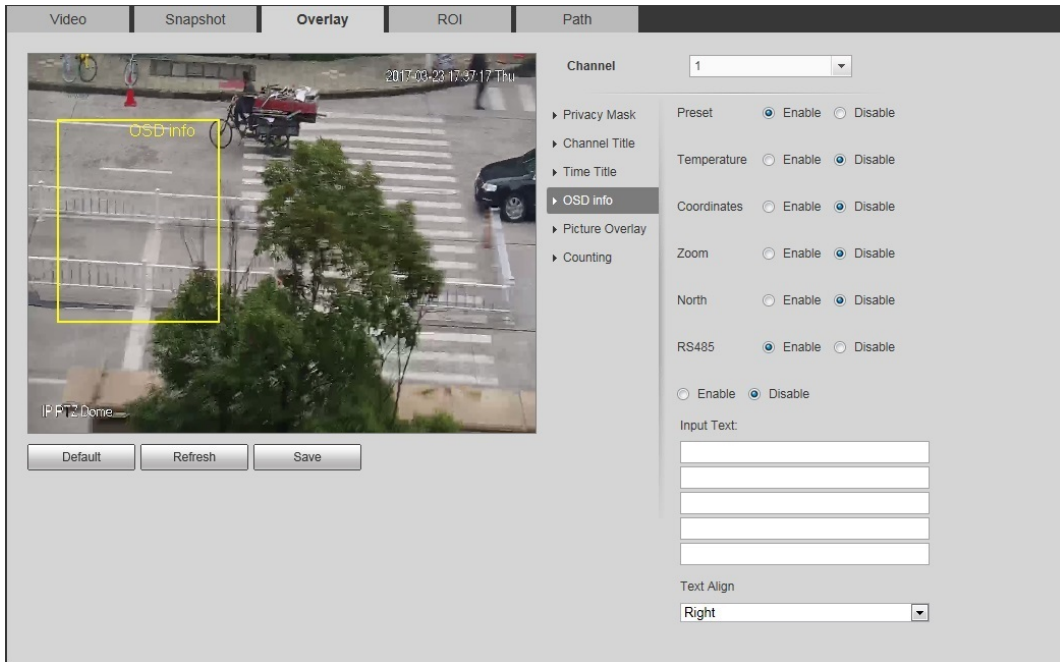 Video Snapshot Overlay ROI Path
2017-03-23 17:37:17 Thu
OSD info
IP PTZ Dome
Default Refresh Save
Channel 1
Privacy Mask
Channel Title
Time Title
OSD info
Picture Overlay
Counting
Preset Enable Disable
Temperature Enable Disable
Coordinates Enable Disable
Zoom Enable Disable
North Enable Disable
RS485 Enable Disable
Enable Disable
Input Text:
Text Align
Right